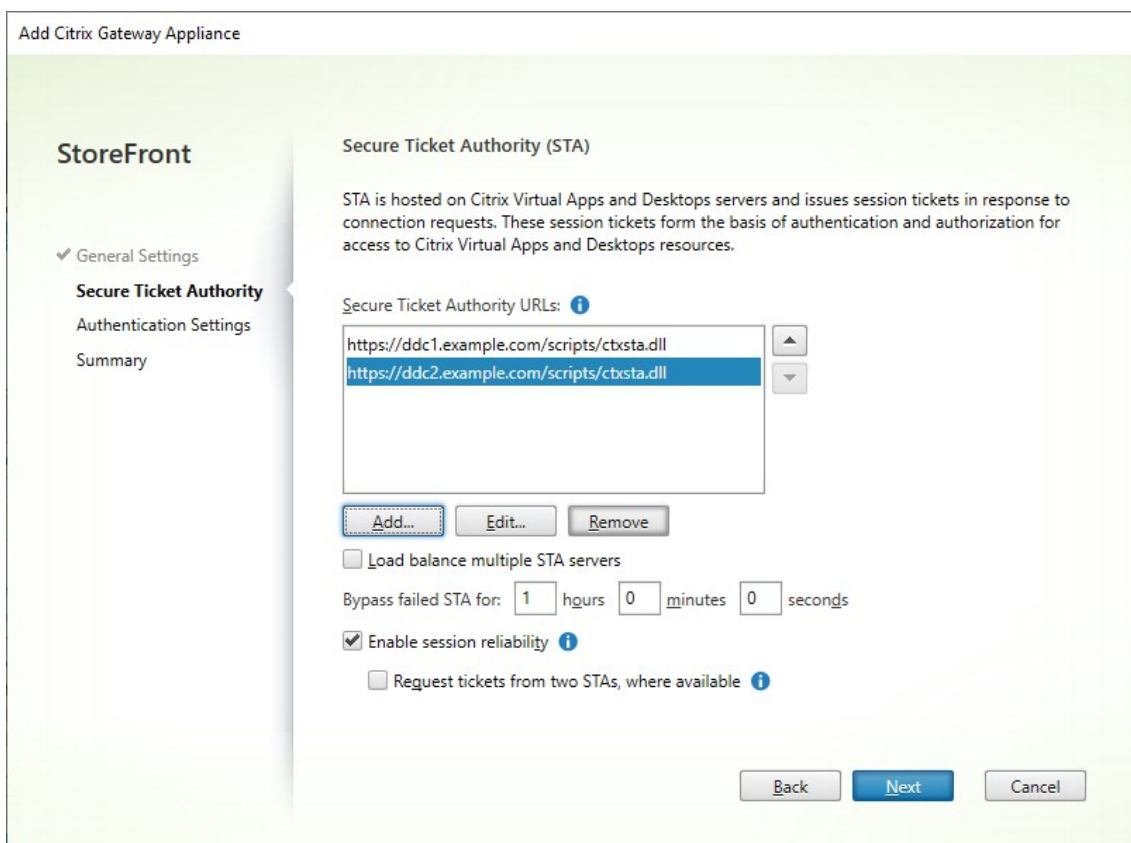 Add Citrix Gateway Appliance
StoreFront
General Settings
Secure Ticket Authority
Authentication Settings
Summary
Secure Ticket Authority (STA)
STA is hosted on Citrix Virtual Apps and Desktops servers and issues session tickets in response to
connection requests. These session tickets form the basis of authentication and authorization for
access to Citrix Virtual Apps and Desktops resources.
Secure Ticket Authority URLs:
https://ddc1.example.com/scripts/ctxsta.dll
https://ddc2.example.com/scripts/ctxsta.dll
Add... Edit... Remove
Load balance multiple STA servers
Bypass failed STA for: 1 hours 0 minutes 0 seconds
Enable session reliability
Request tickets from two STAs, where available
Back Next Cancel